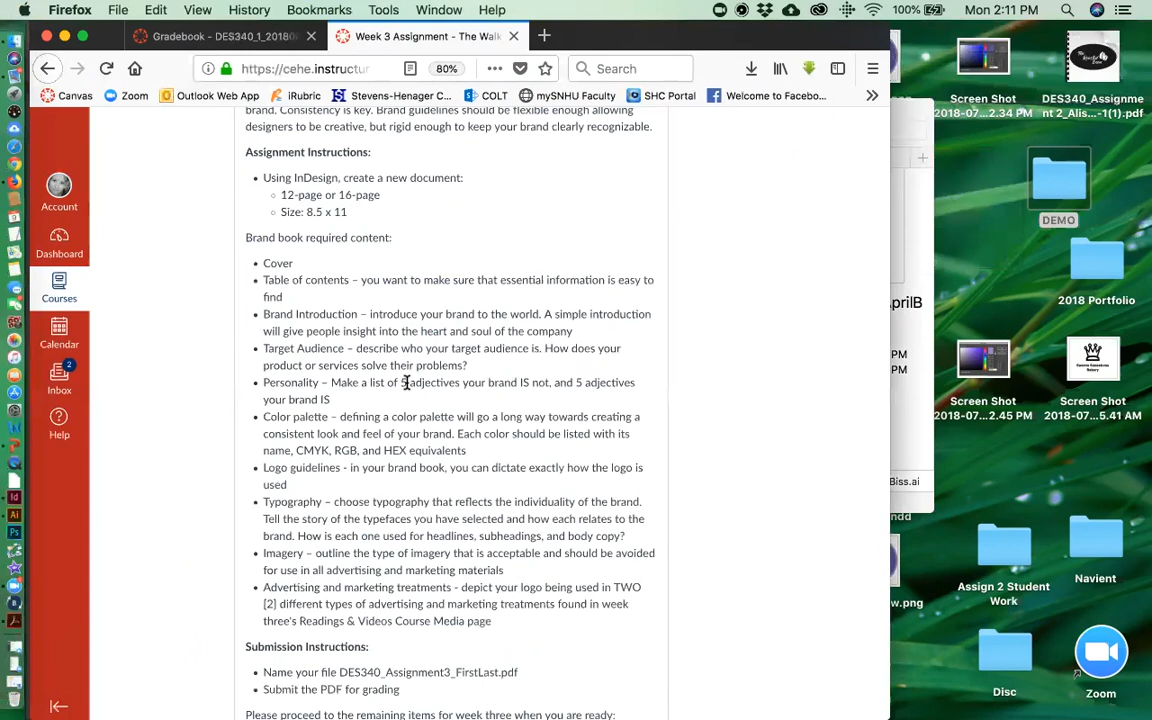 Firefox File Edit View History Bookmarks Tools Window Help 100% Mon 2:11 PM
Gradebook - DES340_1_2018 Week 3 Assignment - The Walk
https://cehe.instructur 80% Search
Canvas Zoom Outlook Web App iRubric Stevens-Henager C... COLT mySNHU Faculty SHC Portal Welcome to Facebo...
Account
Dashboard
Courses
Calendar
2
Inbox
Help
brand. Consistency is key. Brand guidelines should be flexible enough allowing
designers to be creative, but rigid enough to keep your brand clearly recognizable.
Assignment Instructions:
• Using InDesign, create a new document:
12-page or 16-page
Size: 8.5 x 11
Brand book required content:
• Cover
• Table of contents – you want to make sure that essential information is easy to
find
• Brand Introduction – introduce your brand to the world. A simple introduction
will give people insight into the heart and soul of the company
• Target Audience – describe who your target audience is. How does your
product or services solve their problems?
• Personality – Make a list of 5 adjectives your brand IS not, and 5 adjectives
your brand IS
• Color palette – defining a color palette will go a long way towards creating a
consistent look and feel of your brand. Each color should be listed with its
name, CMYK, RGB, and HEX equivalents
• Logo guidelines - in your brand book, you can dictate exactly how the logo is
used
• Typography – choose typography that reflects the individuality of the brand.
Tell the story of the typefaces you have selected and how each relates to the
brand. How is each one used for headlines, subheadings, and body copy?
• Imagery – outline the type of imagery that is acceptable and should be avoided
for use in all advertising and marketing materials
• Advertising and marketing treatments - depict your logo being used in TWO
[2] different types of advertising and marketing treatments found in week
three's Readings & Videos Course Media page
Submission Instructions:
• Name your file DES340_Assignment3_FirstLast.pdf
• Submit the PDF for grading
Please proceed to the remaining items for week three when you are ready:
AprilB
PM
PM
Biss.ai
Screen Shot
2018-07...2.34 PM
DES340_Assignme
nt 2_Alis...-1(1).pdf
DEMO
2018 Portfolio
Screen Shot
2018-07...2.45 PM
Screen Shot
2018-07...5.41 AM
ndd
w.png
Assign 2 Student
Work
Navient
Disc
Zoom